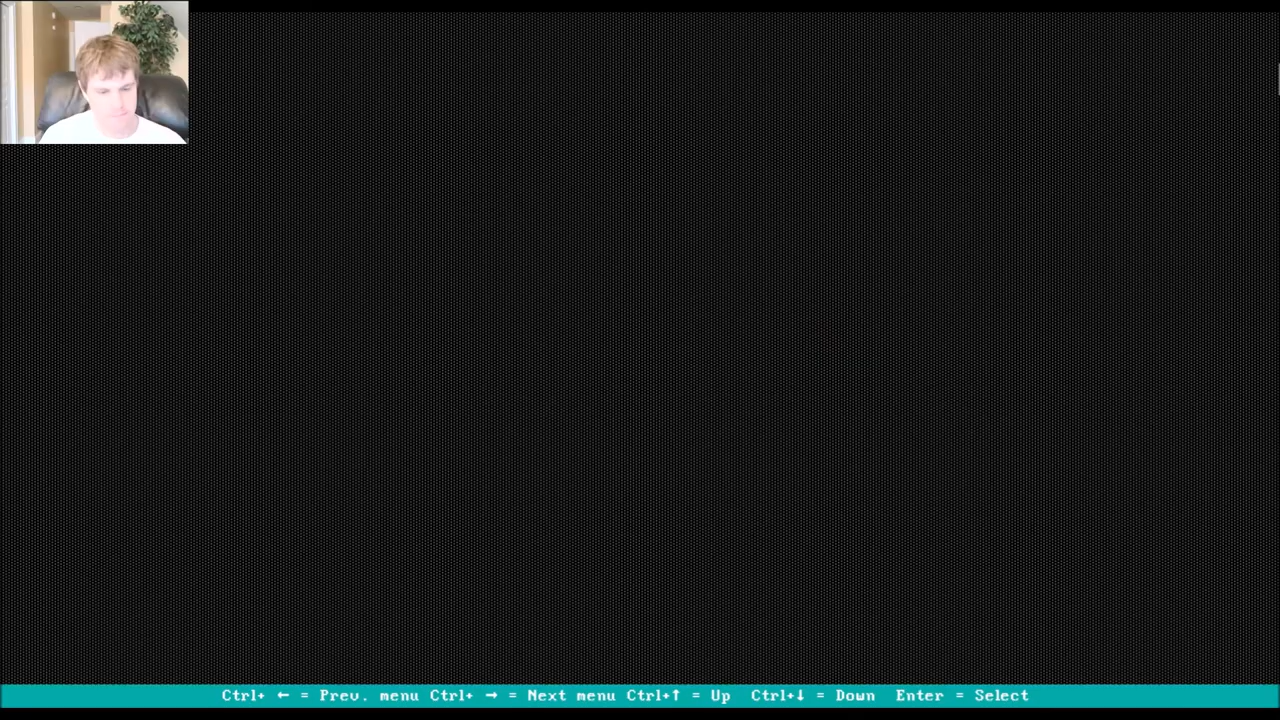 Ctrl+ ← = Prev. menu Ctrl+ → = Next menu Ctrl+↑ = Up  Ctrl+↓ = Down  Enter = Select